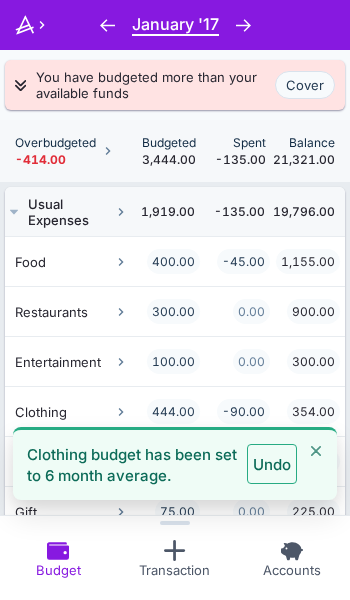 January '17
You have budgeted more than your
available funds
Cover
Overbudgeted Budgeted Spent Balance
-414.00 3,444.00 -135.00 21,321.00
Usual
Expenses
1,919.00 -135.00 19,796.00
Food 400.00 -45.00 1,155.00
Restaurants 300.00 0.00 900.00
Entertainment 100.00 0.00 300.00
Clothing 444.00 -90.00 354.00
Clothing budget has been set
to 6 month average.
Undo
Gift 75.00 0.00 225.00
Budget Transaction Accounts